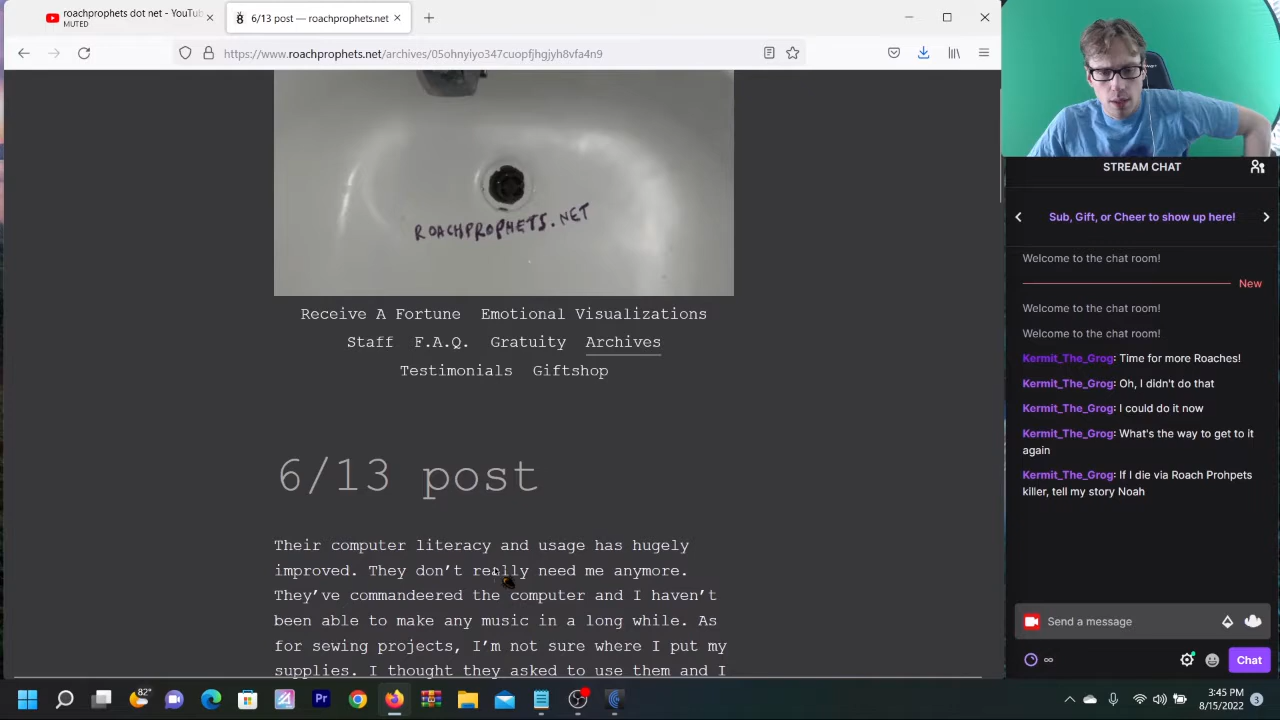 roachprophets dot net - YouTub
MUTED
6/13 post — roachprophets.net
https://www.roachprophets.net/archives/05ohnyiyo347cuopfjhgjyh8vfa4n9
ROACHPROPHETS.NET
Receive A Fortune Emotional Visualizations
Staff F.A.Q. Gratuity Archives
Testimonials Giftshop
6/13 post
Their computer literacy and usage has hugely
improved. They don't really need me anymore.
They've commandeered the computer and I haven't
been able to make any music in a long while. As
for sewing projects, I'm not sure where I put my
supplies. I thought they asked to use them and I
STREAM CHAT
Sub, Gift, or Cheer to show up here!
Welcome to the chat room!
New
Welcome to the chat room!
Welcome to the chat room!
Kermit_The_Grog: Time for more Roaches!
Kermit_The_Grog: Oh, I didn't do that
Kermit_The_Grog: I could do it now
Kermit_The_Grog: What's the way to get to it
again
Kermit_The_Grog: If I die via Roach Prohpets
killer, tell my story Noah
Send a message
Chat
82°
Pr
3:45 PM
8/15/2022
3